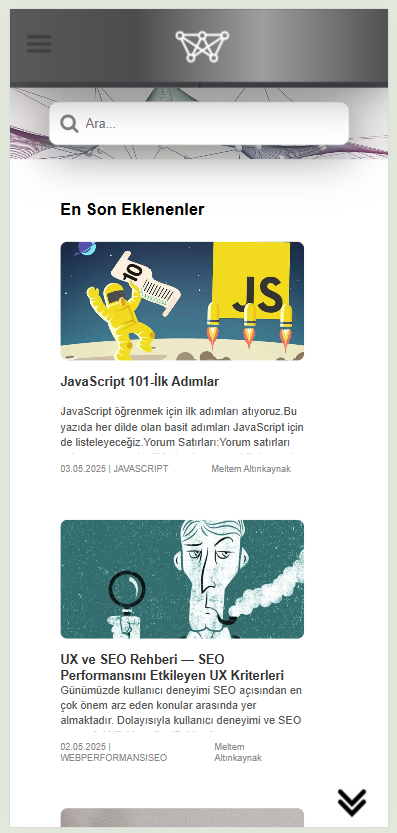 Ara...
En Son Eklenenler
10
JS
JavaScript 101-İlk Adımlar
JavaScript öğrenmek için ilk adımları atıyoruz.Bu
yazıda her dilde olan basit adımları JavaScript için
de listeleyeceğiz.Yorum Satırları:Yorum satırları
03.05.2025 | JAVASCRIPT
Meltem Altınkaynak
UX ve SEO Rehberi — SEO
Performansını Etkileyen UX Kriterleri
Günümüzde kullanıcı deneyimi SEO açısından en
çok önem arz eden konular arasında yer
almaktadır. Dolayısıyla kullanıcı deneyimi ve SEO
02.05.2025 |
WEBPERFORMANSISEO
Meltem
Altınkaynak